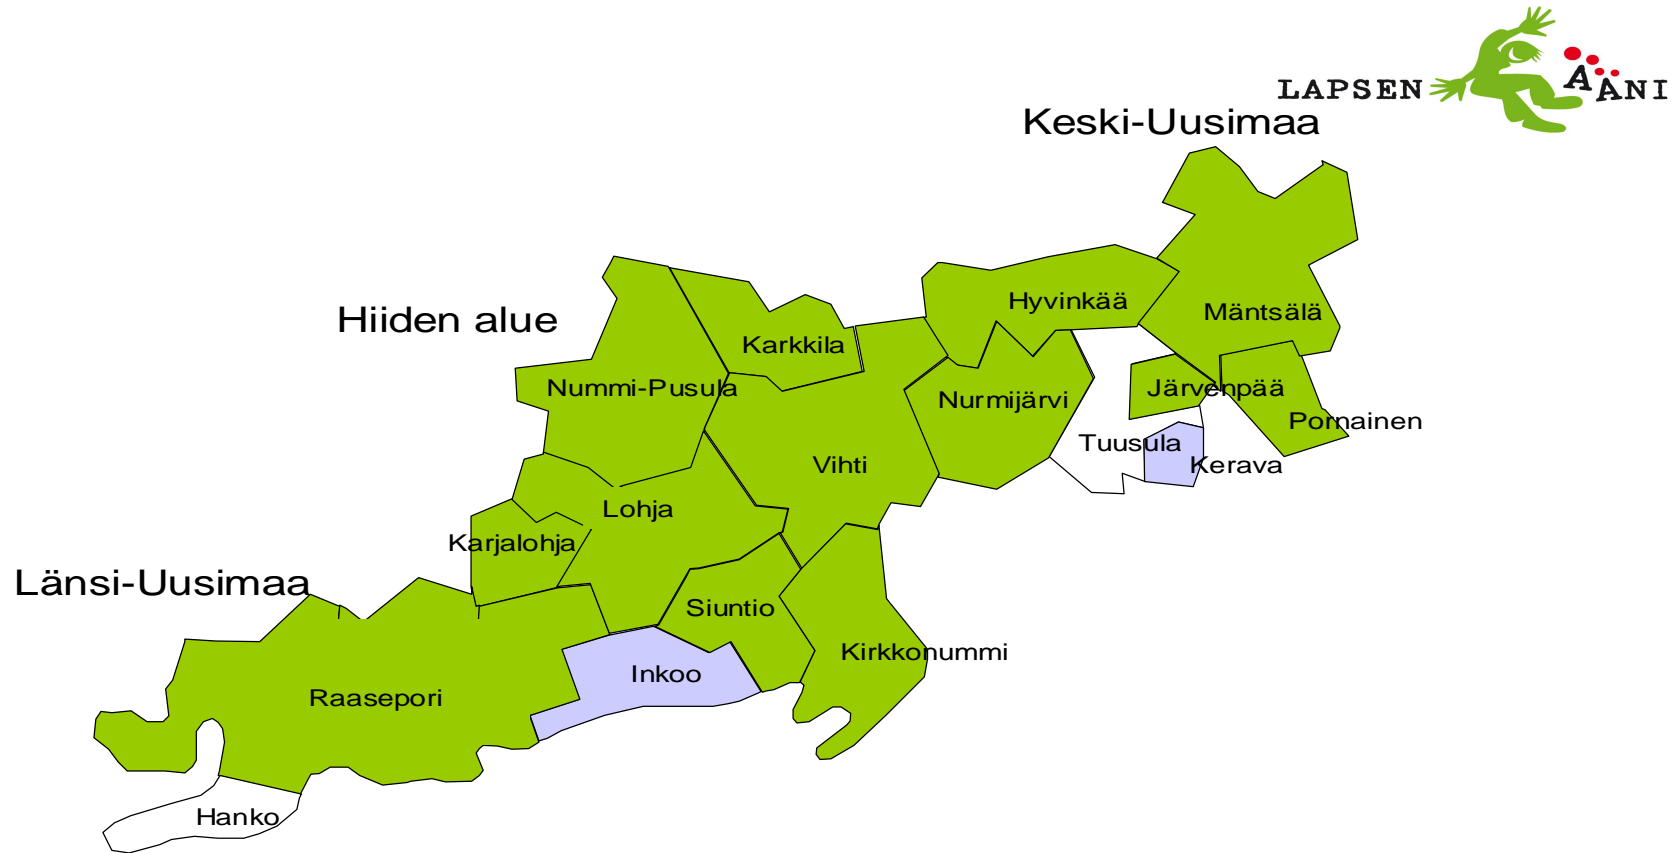 LAPSEN ÄÄNI
Keski-Uusimaa
Hyvinkää
Mäntsälä
Hiiden alue
Karkkila
Nummi-Pusula
Nurmijärvi
Järvenpää
Pornainen
Tuusula
Kerava
Vihti
Lohja
Karjalohja
Länsi-Uusimaa
Siuntio
Kirkkonummi
Inkoo
Raasepori
Hanko